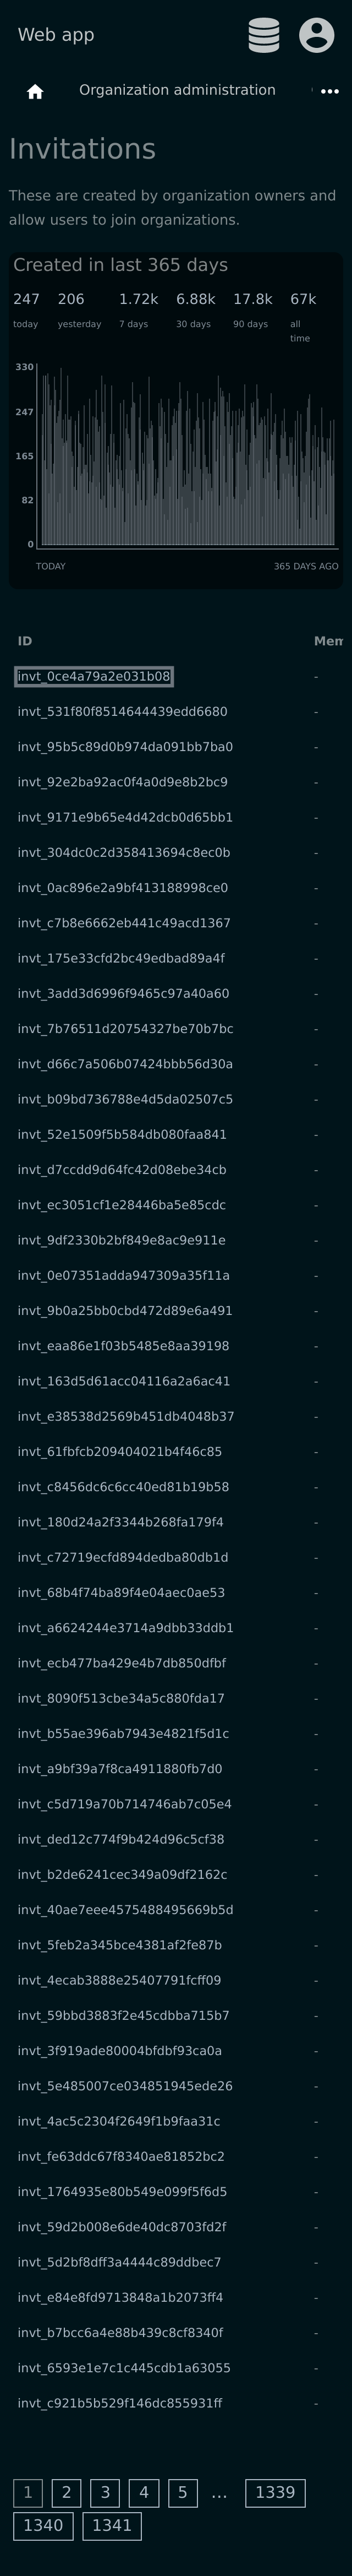 Web app
Organization administration
Invitations
These are created by organization owners and
allow users to join organizations.
Created in last 365 days
247 206 1.72k 6.88k 17.8k 67k
today yesterday 7 days 30 days 90 days all
time
330
247
165
82
0
TODAY 365 DAYS AGO
ID Mem
invt_0ce4a79a2e031b08 -
invt_531f80f8514644439edd6680 -
invt_95b5c89d0b974da091bb7ba0 -
invt_92e2ba92ac0f4a0d9e8b2bc9 -
invt_9171e9b65e4d42dcb0d65bb1 -
invt_304dc0c2d358413694c8ec0b -
invt_0ac896e2a9bf413188998ce0 -
invt_c7b8e6662eb441c49acd1367 -
invt_175e33cfd2bc49edbad89a4f -
invt_3add3d6996f9465c97a40a60 -
invt_7b76511d20754327be70b7bc -
invt_d66c7a506b07424bbb56d30a -
invt_b09bd736788e4d5da02507c5 -
invt_52e1509f5b584db080faa841 -
invt_d7ccdd9d64fc42d08ebe34cb -
invt_ec3051cf1e28446ba5e85cdc -
invt_9df2330b2bf849e8ac9e911e -
invt_0e07351adda947309a35f11a -
invt_9b0a25bb0cbd472d89e6a491 -
invt_eaa86e1f03b5485e8aa39198 -
invt_163d5d61acc04116a2a6ac41 -
invt_e38538d2569b451db4048b37 -
invt_61fbfcb209404021b4f46c85 -
invt_c8456dc6c6cc40ed81b19b58 -
invt_180d24a2f3344b268fa179f4 -
invt_c72719ecfd894dedba80db1d -
invt_68b4f74ba89f4e04aec0ae53 -
invt_a6624244e3714a9dbb33ddb1 -
invt_ecb477ba429e4b7db850dfbf -
invt_8090f513cbe34a5c880fda17 -
invt_b55ae396ab7943e4821f5d1c -
invt_a9bf39a7f8ca4911880fb7d0 -
invt_c5d719a70b714746ab7c05e4 -
invt_ded12c774f9b424d96c5cf38 -
invt_b2de6241cec349a09df2162c -
invt_40ae7eee4575488495669b5d -
invt_5feb2a345bce4381af2fe87b -
invt_4ecab3888e25407791fcff09 -
invt_59bbd3883f2e45cdbba715b7 -
invt_3f919ade80004bfdbf93ca0a -
invt_5e485007ce034851945ede26 -
invt_4ac5c2304f2649f1b9faa31c -
invt_fe63ddc67f8340ae81852bc2 -
invt_1764935e80b549e099f5f6d5 -
invt_59d2b008e6de40dc8703fd2f -
invt_5d2bf8dff3a4444c89ddbec7 -
invt_e84e8fd9713848a1b2073ff4 -
invt_b7bcc6a4e88b439c8cf8340f -
invt_6593e1e7c1c445cdb1a63055 -
invt_c921b5b529f146dc855931ff -
1 2 3 4 5 … 1339
1340 1341